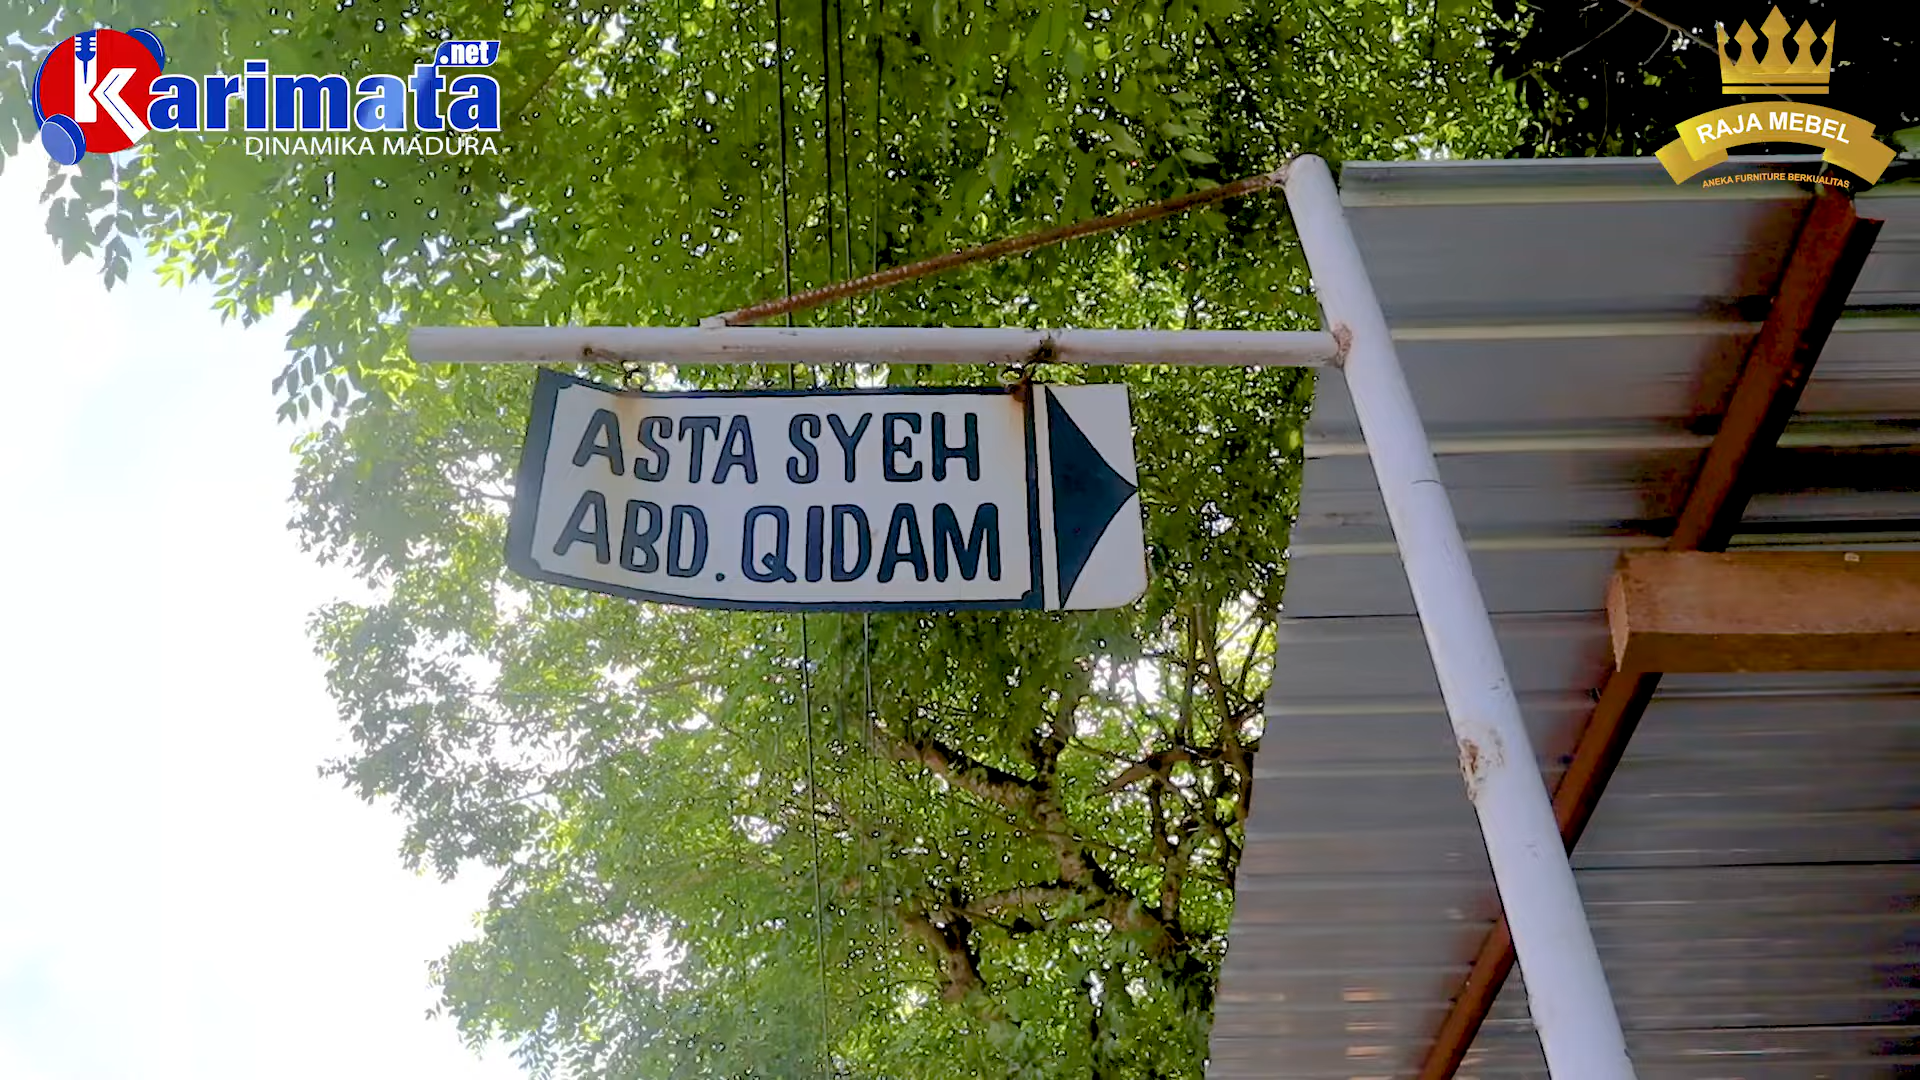 Karimata.net
DINAMIKA MADURA
RAJA MEBEL
ANEKA FURNITURE BERKUALITAS
ASTA SYEH
ABD. QIDAM